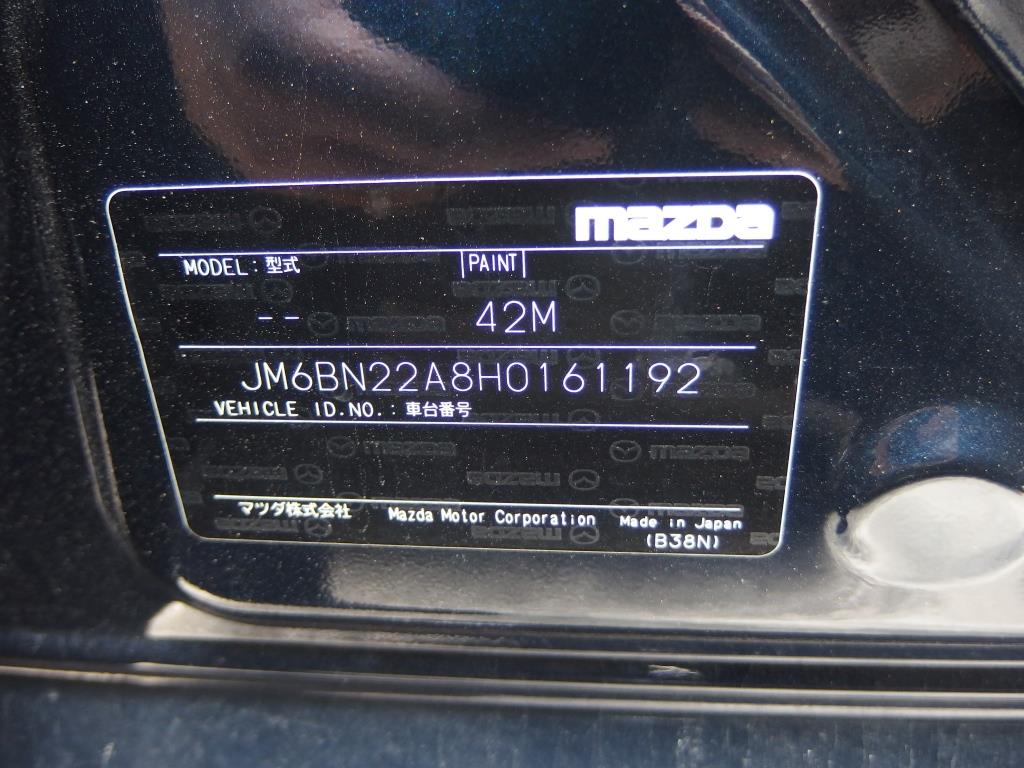 mazda
MODEL: 型式 PAINT
-- 42M
JM6BN22A8H0161192
VEHICLE ID.NO.: 車台番号
マツダ株式会社 Mazda Motor Corporation Made in Japan
(B38N)